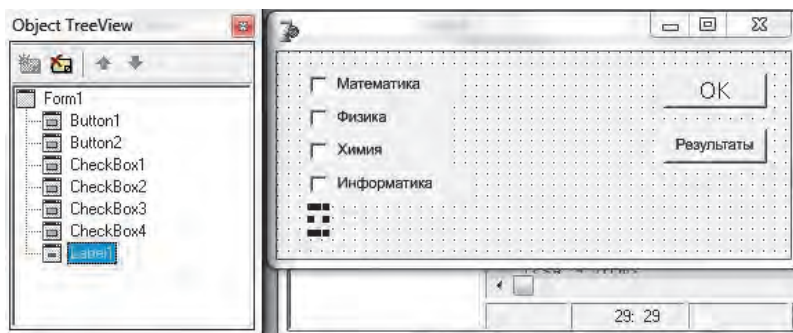 Object TreeView
Form1
Button1
Button2
CheckBox1
CheckBox2
CheckBox3
CheckBox4
Label1
Математика
Физика
Химия
Информатика
OK
Результаты
29: 29